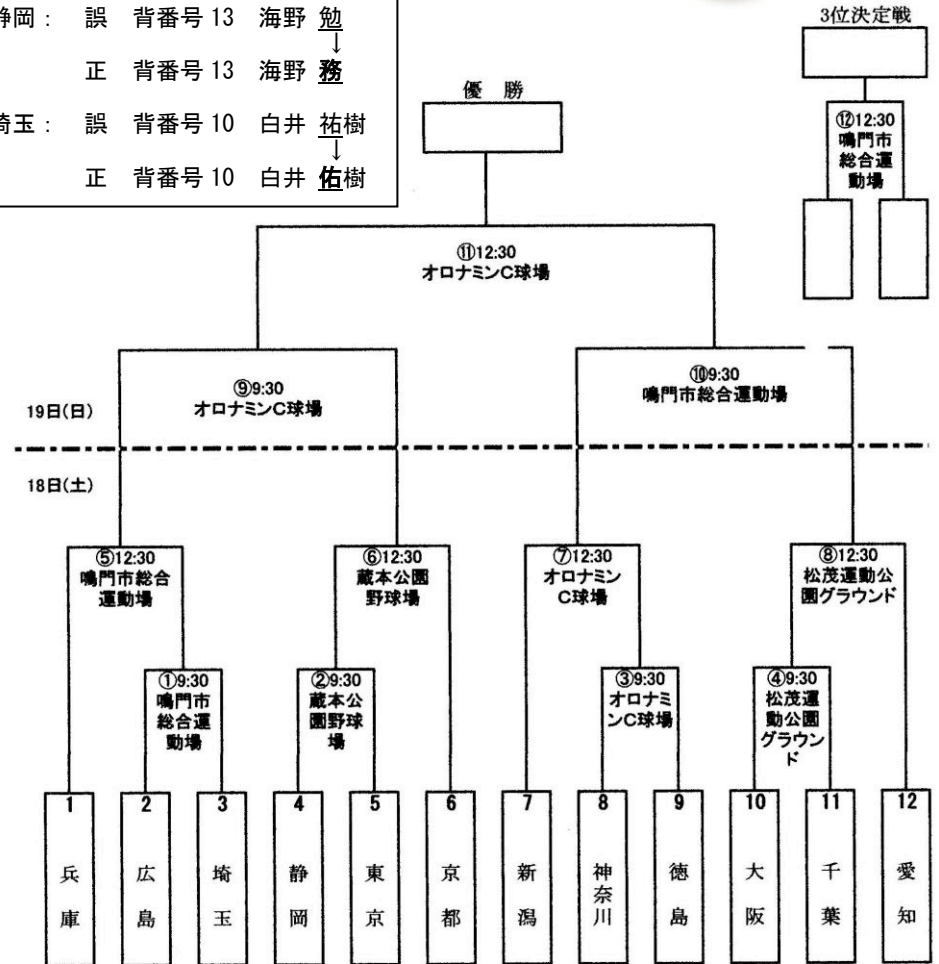 静岡： 誤 背番号 13 海野 勉
↓
正 背番号 13 海野 務
埼玉： 誤 背番号 10 白井 祐樹
↓
正 背番号 10 白井 佑樹
3位決定戦
⑫12:30
鳴門市
総合運
動場
優 勝
⑪12:30
オロナミンC球場
⑨9:30
オロナミンC球場
⑩9:30
鳴門市総合運動場
19日(日)
18日(土)
⑤12:30
鳴門市総合
運動場
⑥12:30
蔵本公園
野球場
⑦12:30
オロナミン
C球場
⑧12:30
松茂運動公
園グラウンド
①9:30
鳴門市
総合運
動場
②9:30
蔵本公
園野球
場
③9:30
オロナミ
ンC球場
④9:30
松茂運
動公園
グラウン
ド
1
兵庫
2
広島
3
埼玉
4
静岡
5
東京
6
京都
7
新潟
8
神奈川
9
徳島
10
大阪
11
千葉
12
愛知